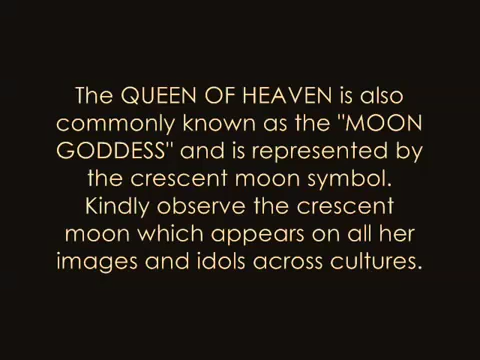 The QUEEN OF HEAVEN is also
commonly known as the "MOON
GODDESS" and is represented by
the crescent moon symbol.
Kindly observe the crescent
moon which appears on all her
images and idols across cultures.